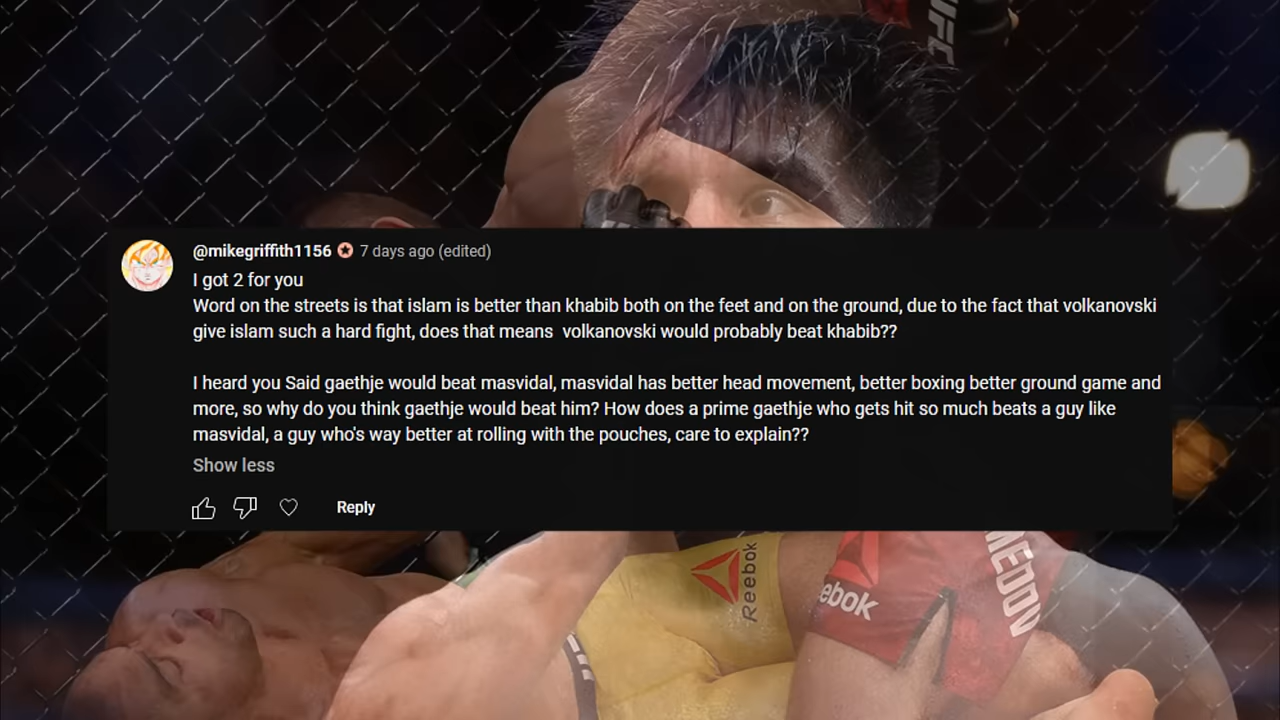 UFC
@mikegriffith1156 7 days ago (edited)
I got 2 for you
Word on the streets is that islam is better than khabib both on the feet and on the ground, due to the fact that volkanovski
give islam such a hard fight, does that means volkanovski would probably beat khabib??
I heard you Said gaethje would beat masvidal, masvidal has better head movement, better boxing better ground game and
more, so why do you think gaethje would beat him? How does a prime gaethje who gets hit so much beats a guy like
masvidal, a guy who's way better at rolling with the pouches, care to explain??
Show less
Reply
Reebok
ebok
MEDOV